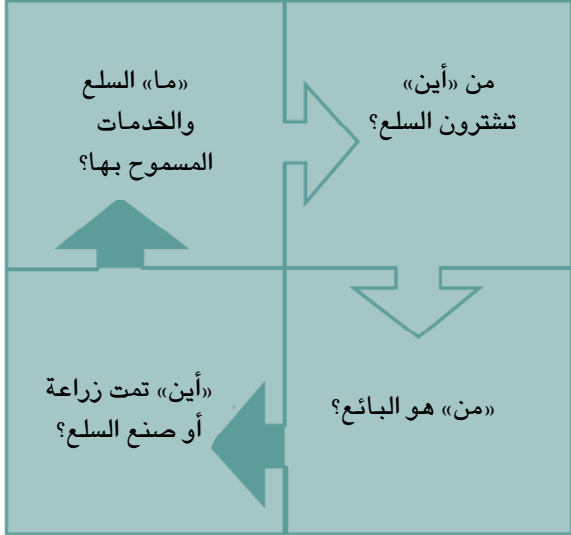 «ما» السلع
والخدمات
المسموح بها؟
من «أين»
تشترون السلع؟
«من» هو البائع؟
«أين» تمت زراعة
أو صنع السلع؟